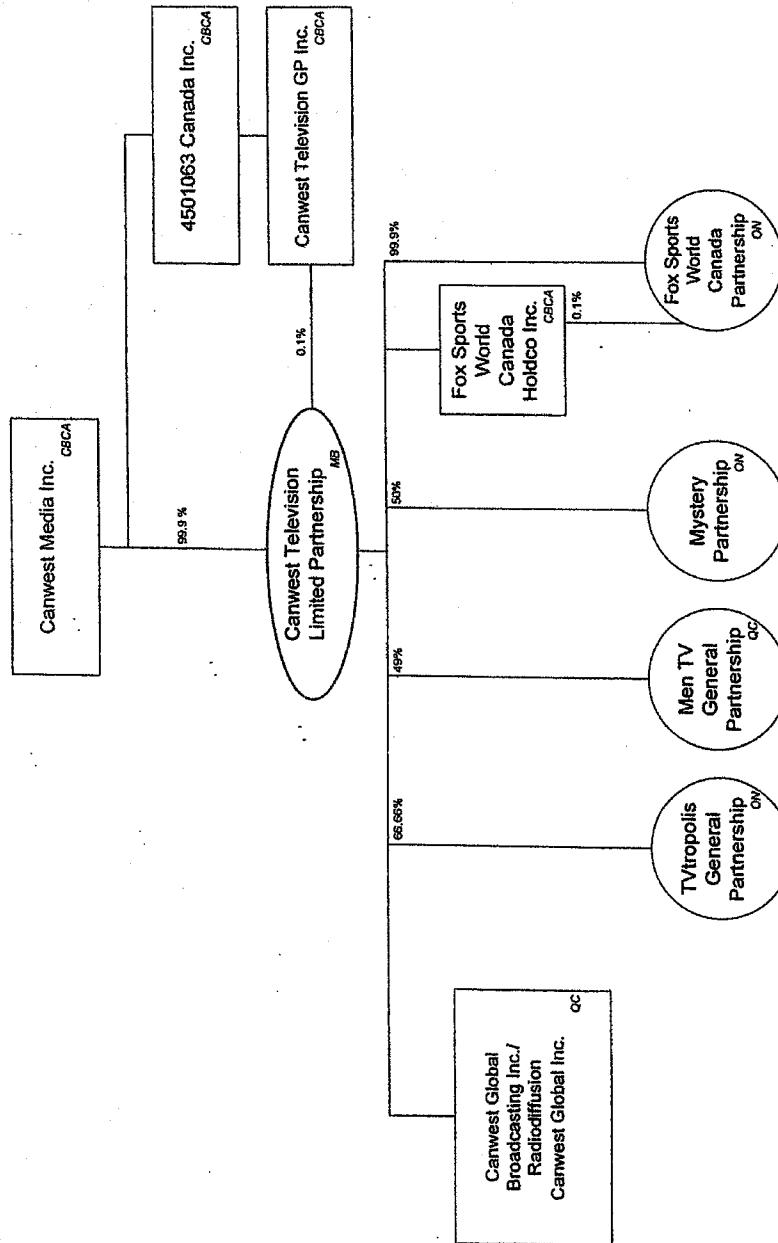 Canwest Media Inc.
CBCA
4501063 Canada Inc.
CBCA
99.9 %
Canwest Television GP Inc.
CBCA
0.1%
Canwest Television
Limited Partnership
MB
66.66%
49%
50%
99.9%
Canwest Global
Broadcasting Inc./
Radiodiffusion
Canwest Global Inc.
QC
Fox Sports
World
Canada
Holdco Inc.
CBCA
0.1%
TVtropolis
General
Partnership
ON
Men TV
General
Partnership
QC
Mystery
Partnership
ON
Fox Sports
World
Canada
Partnership
ON